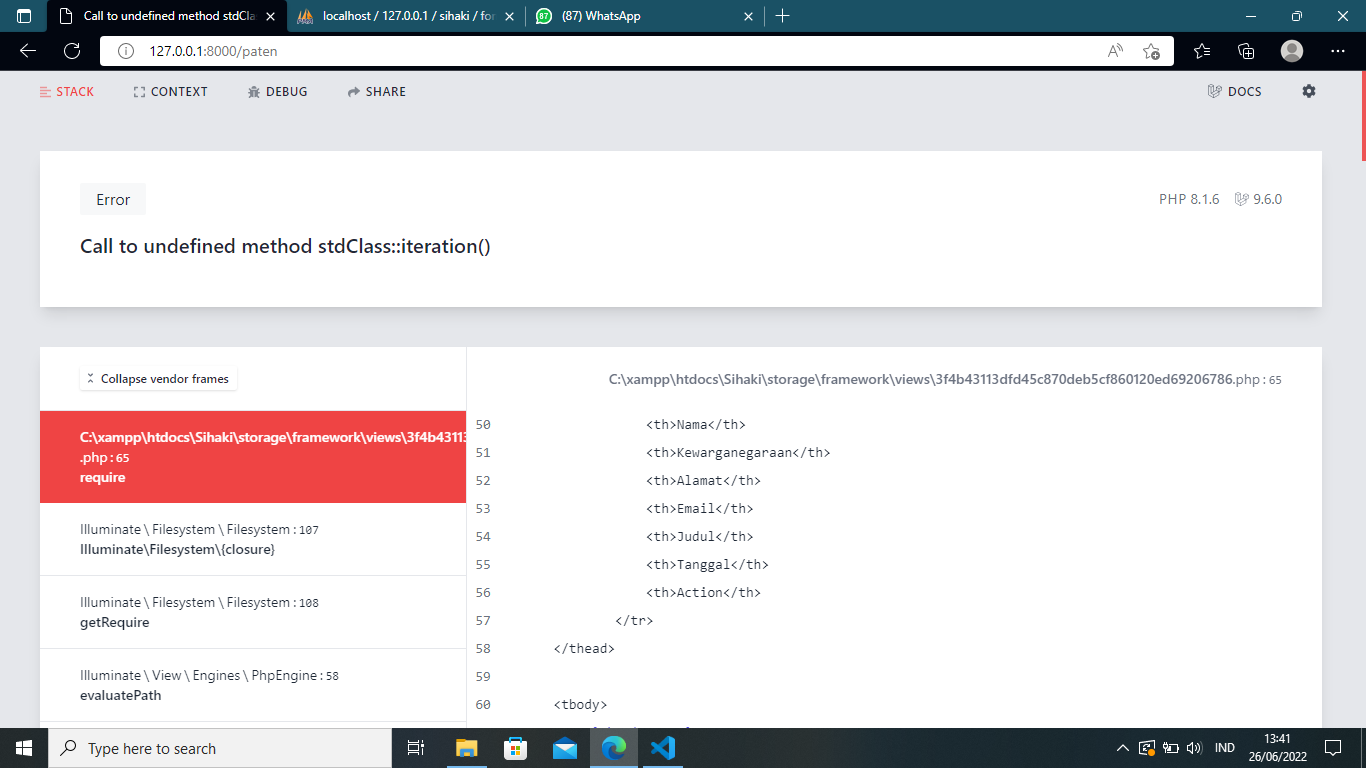 Call to undefined method stdCla
localhost / 127.0.0.1 / sihaki / for
87
(87) WhatsApp
127.0.0.1:8000/paten
STACK
CONTEXT
DEBUG
SHARE
DOCS
Error
PHP 8.1.6
9.6.0
Call to undefined method stdClass::iteration()
Collapse vendor frames
C:\xampp\htdocs\Sihaki\storage\framework\views\3f4b43113
.php : 65
require
Illuminate \ Filesystem \ Filesystem : 107
Illuminate\Filesystem\{closure}
Illuminate \ Filesystem \ Filesystem : 108
getRequire
Illuminate \ View \ Engines \ PhpEngine : 58
evaluatePath
C:\xampp\htdocs\Sihaki\storage\framework\views\3f4b43113dfd45c870deb5cf860120ed69206786.php : 65
50 <th>Nama</th>
51 <th>Kewarganegaraan</th>
52 <th>Alamat</th>
53 <th>Email</th>
54 <th>Judul</th>
55 <th>Tanggal</th>
56 <th>Action</th>
57 </tr>
58 </thead>
59
60 <tbody>
Type here to search
IND
13:41
26/06/2022